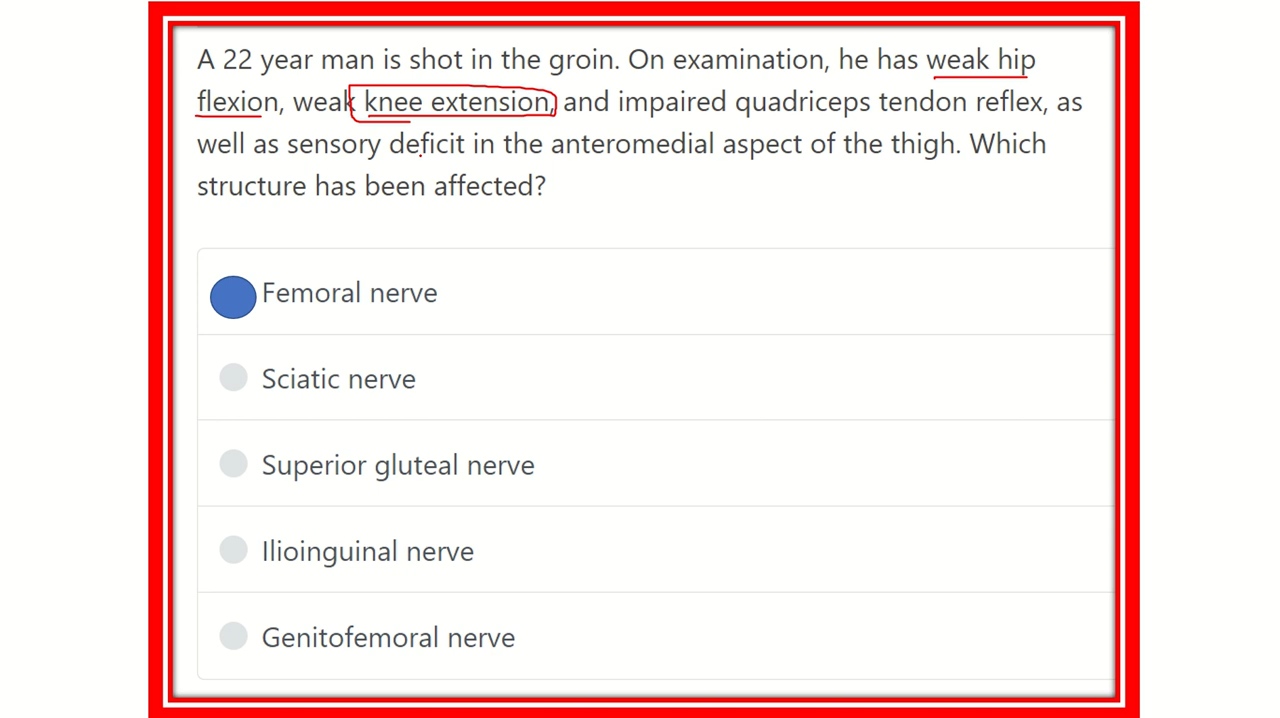 A 22 year man is shot in the groin. On examination, he has weak hip
flexion, weak knee extension, and impaired quadriceps tendon reflex, as
well as sensory deficit in the anteromedial aspect of the thigh. Which
structure has been affected?
Femoral nerve
Sciatic nerve
Superior gluteal nerve
Ilioinguinal nerve
Genitofemoral nerve